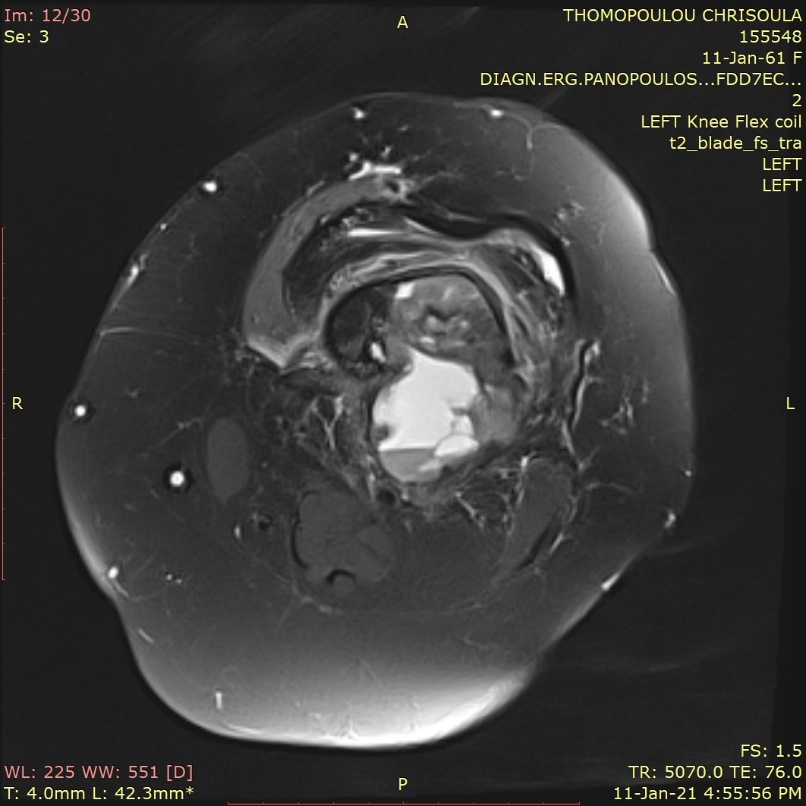 Im: 12/30
Se: 3
A
THOMOPOULOU CHRISOULA
155548
11-Jan-61 F
DIAGN.ERG.PANOPOULOS...FDD7EC...
2
LEFT Knee Flex coil
t2_blade_fs_tra
LEFT
LEFT
R
L
WL: 225 WW: 551 [D]
T: 4.0mm L: 42.3mm*
P
FS: 1.5
TR: 5070.0 TE: 76.0
11-Jan-21 4:55:56 PM